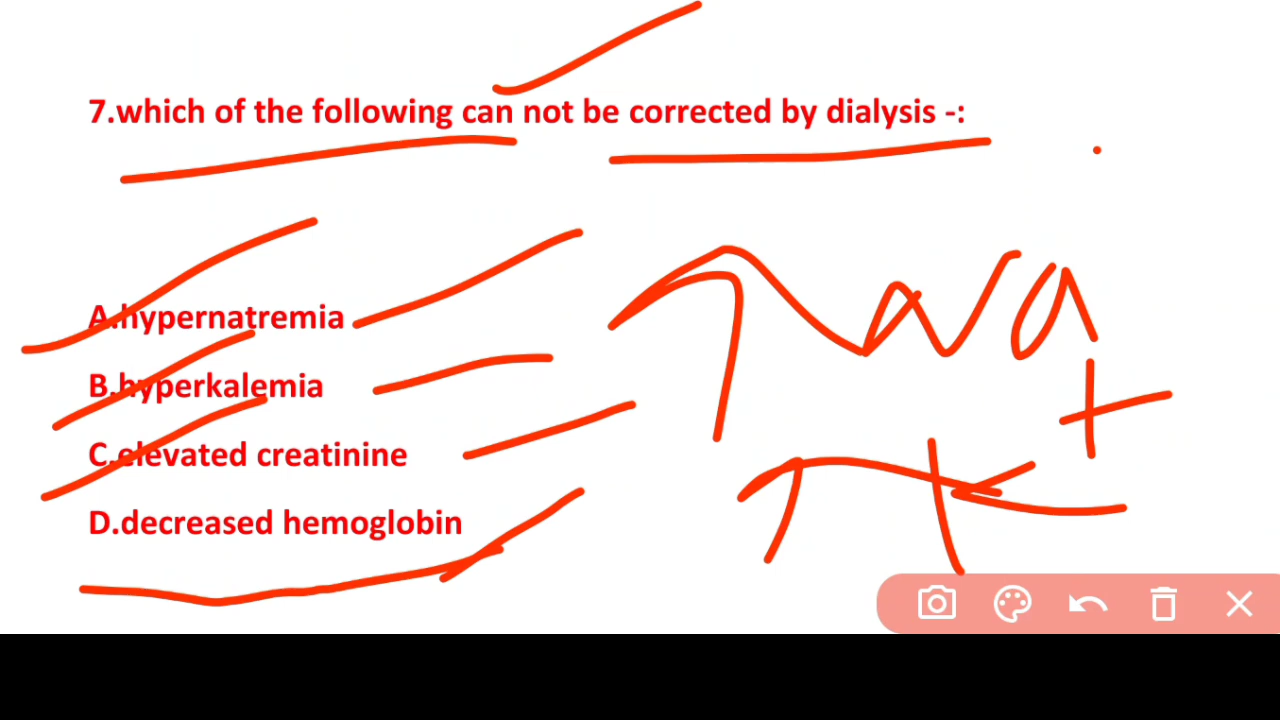 7.which of the following can not be corrected by dialysis -:
A.hypernatremia
B.hyperkalemia
C.elevated creatinine
D.decreased hemoglobin